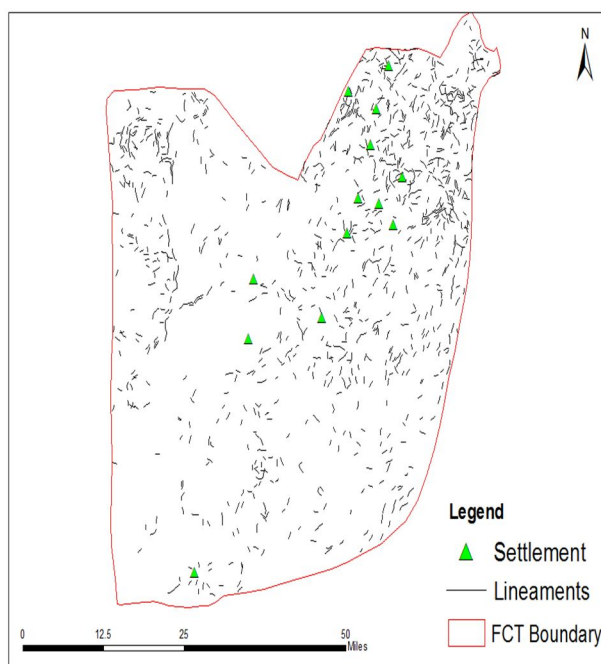 N
Legend
Settlement
Lineaments
FCT Boundary
0 12.5 25 50
Miles